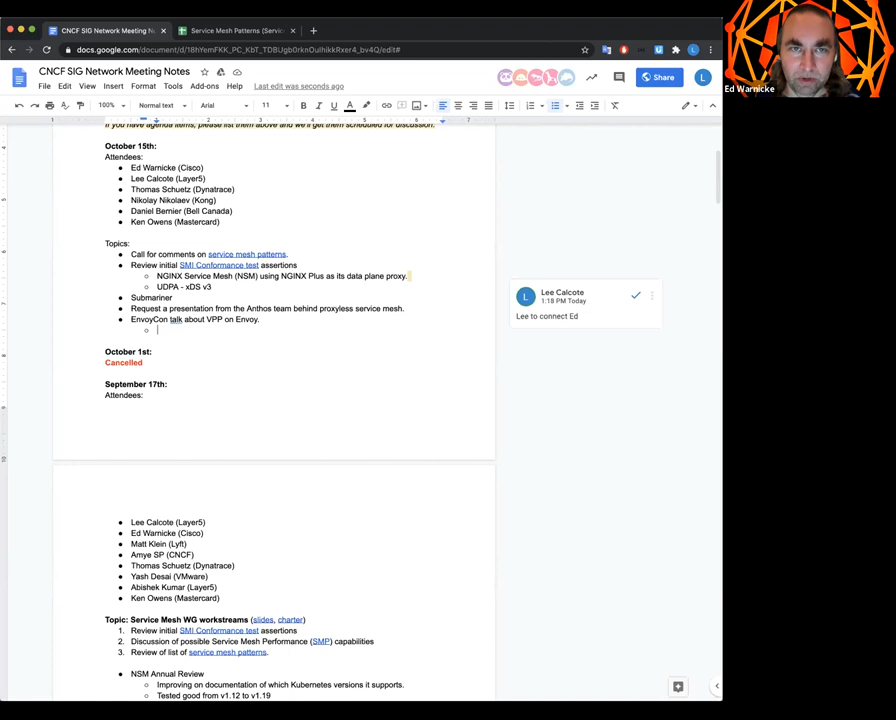 CNCF SIG Network Meeting N
Service Mesh Patterns (Servic
docs.google.com/document/d/18hYemFKK_PC_KbT_TDBUgb0rknOulhikkRxer4_bv4Q/edit#
CNCF SIG Network Meeting Notes
File Edit View Insert Format Tools Add-ons Help Last edit was seconds ago
Share
L
100% Normal text Arial 11
Ed Warnicke
If you have agenda items, please list them above and we'll get them scheduled for discussion.
October 15th:
Attendees:
Ed Warnicke (Cisco)
Lee Calcote (Layer5)
Thomas Schuetz (Dynatrace)
Nikolay Nikolaev (Kong)
Daniel Bernier (Bell Canada)
Ken Owens (Mastercard)
Topics:
Call for comments on service mesh patterns.
Review initial SMI Conformance test assertions
NGINX Service Mesh (NSM) using NGINX Plus as its data plane proxy.
UDPA - xDS v3
Submariner
Request a presentation from the Anthos team behind proxyless service mesh.
EnvoyCon talk about VPP on Envoy.
L
Lee Calcote
1:18 PM Today
Lee to connect Ed
October 1st:
Cancelled
September 17th:
Attendees:
Lee Calcote (Layer5)
Ed Warnicke (Cisco)
Matt Klein (Lyft)
Amye SP (CNCF)
Thomas Schuetz (Dynatrace)
Yash Desai (VMware)
Abishek Kumar (Layer5)
Ken Owens (Mastercard)
Topic: Service Mesh WG workstreams (slides, charter)
1. Review initial SMI Conformance test assertions
2. Discussion of possible Service Mesh Performance (SMP) capabilities
3. Review of list of service mesh patterns.
NSM Annual Review
Improving on documentation of which Kubernetes versions it supports.
Tested good from v1.12 to v1.19